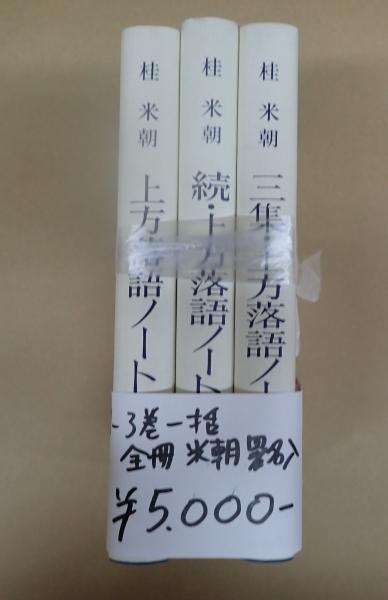 桂 米朝 上方落語ノート
桂 米朝 続・上方落語ノート
桂 米朝 三集・上方落語ノー
3巻一括
全冊 米朝署名入
¥5.000-